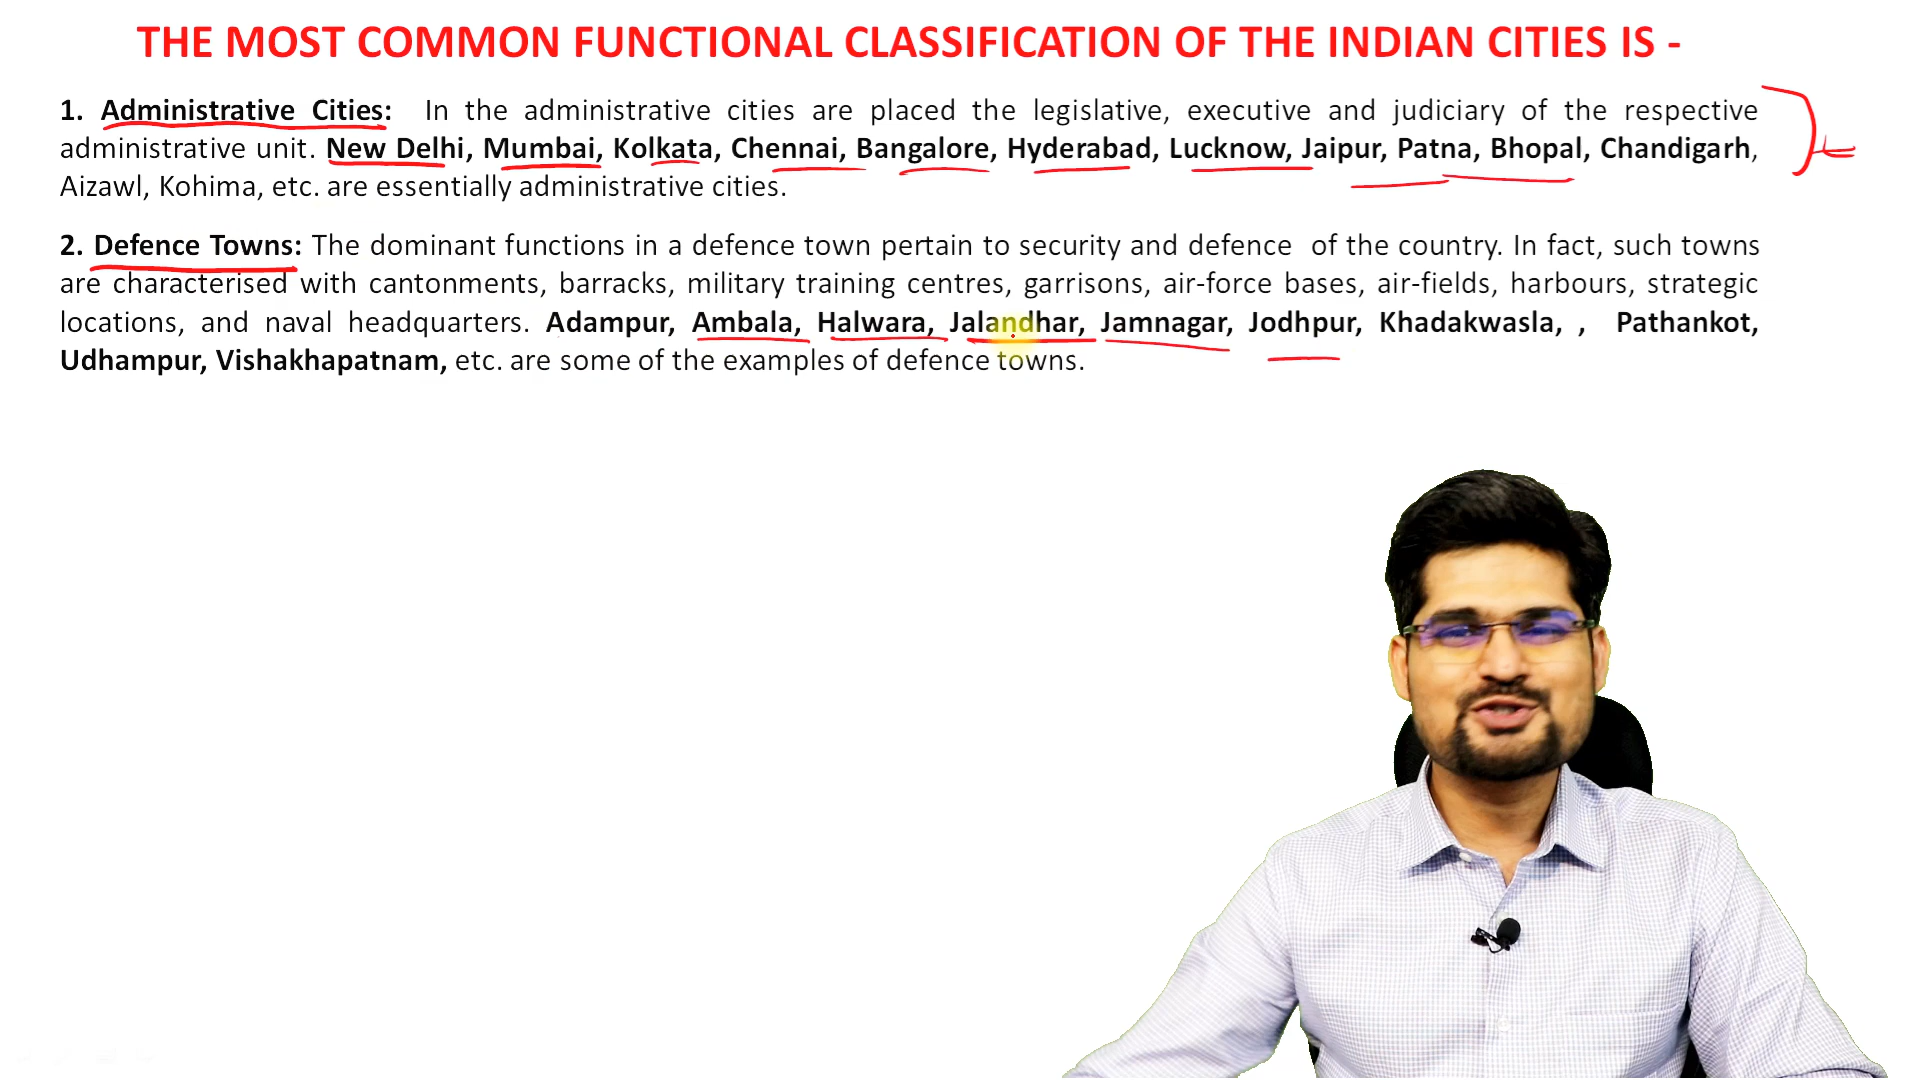 THE MOST COMMON FUNCTIONAL CLASSIFICATION OF THE INDIAN CITIES IS -
1. Administrative Cities: In the administrative cities are placed the legislative, executive and judiciary of the respective
administrative unit. New Delhi, Mumbai, Kolkata, Chennai, Bangalore, Hyderabad, Lucknow, Jaipur, Patna, Bhopal, Chandigarh,
Aizawl, Kohima, etc. are essentially administrative cities.
2. Defence Towns: The dominant functions in a defence town pertain to security and defence of the country. In fact, such towns
are characterised with cantonments, barracks, military training centres, garrisons, air-force bases, air-fields, harbours, strategic
locations, and naval headquarters. Adampur, Ambala, Halwara, Jalandhar, Jamnagar, Jodhpur, Khadakwasla, , Pathankot,
Udhampur, Vishakhapatnam, etc. are some of the examples of defence towns.